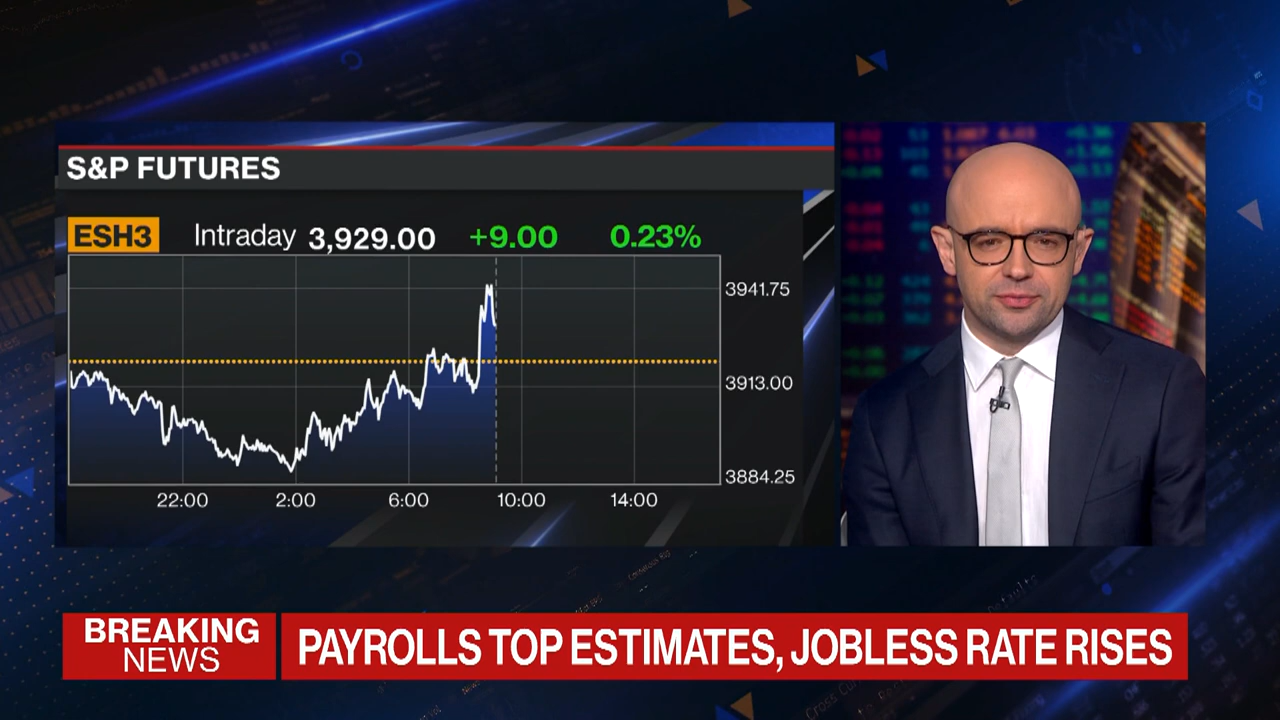 S&P FUTURES
ESH3 Intraday 3,929.00 +9.00 0.23%
3941.75
3913.00
3884.25
22:00 2:00 6:00 10:00 14:00
BREAKING
NEWS
PAYROLLS TOP ESTIMATES, JOBLESS RATE RISES